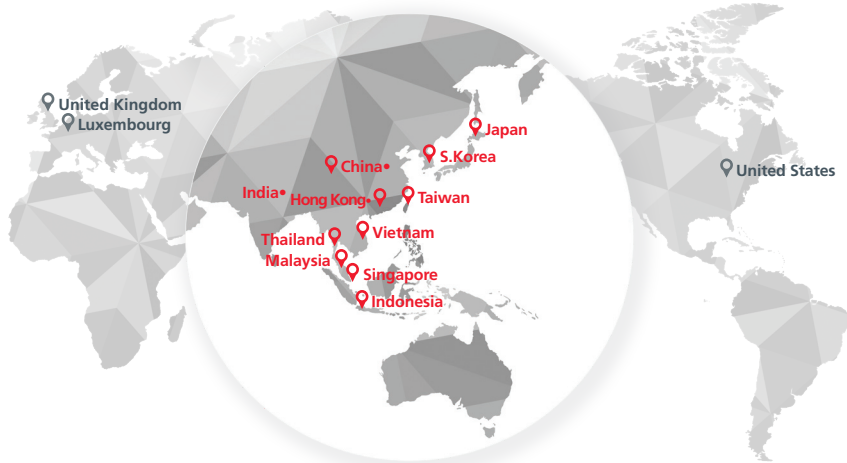 United Kingdom
Luxembourg
Japan
S.Korea
China•
United States
India•
Hong Kong•
Taiwan
Thailand
Vietnam
Malaysia
Singapore
Indonesia